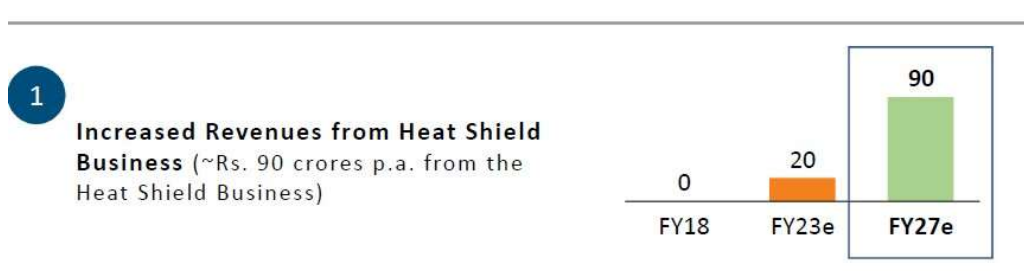 1
Increased Revenues from Heat Shield
Business (~Rs. 90 crores p.a. from the
Heat Shield Business)
90
20
0
FY18 FY23e FY27e